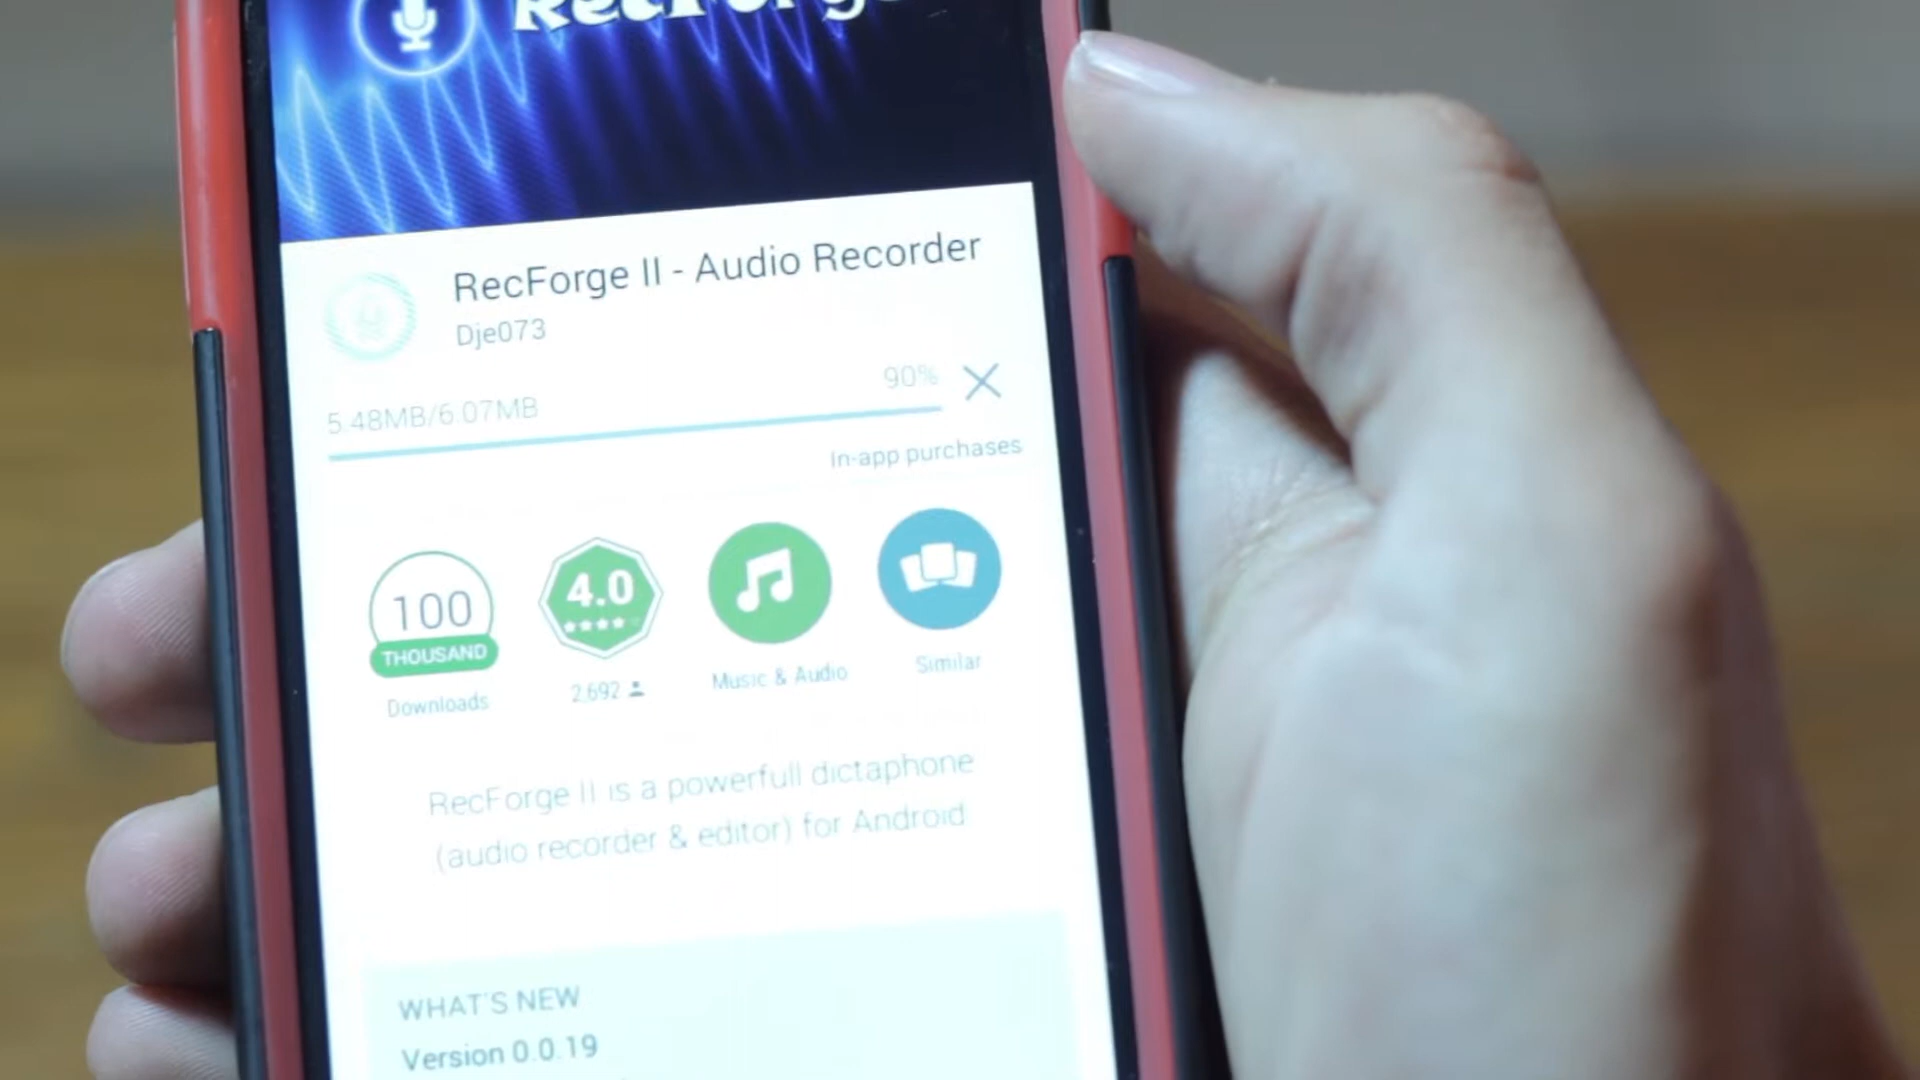 RecForge
RecForge II - Audio Recorder
Dje073
90%
5.48MB/6.07MB
In-app purchases
100
THOUSAND
Downloads
4.0
2,692
Music & Audio
Similar
RecForge II is a powerfull dictaphone
(audio recorder & editor) for Android
WHAT'S NEW
Version 0.0.19